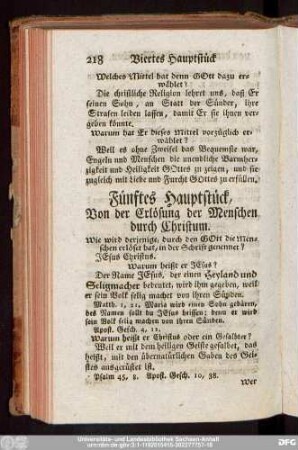 218 Viertes Hauptstück
Welches Mittel hat denn GOtt dazu er-
wählet?
Die christliche Religion lehret uns, daß Er
seinen Sohn, an Statt der Sünder, ihre
Strafen leiden lassen, damit Er sie ihnen ver-
geben könnte.
Warum hat Er dieses Mittel vorzüglich er-
wählet?
Weil es ohne Zweifel das Bequemste war,
Engeln und Menschen die unendliche Barmher-
zigkeit und Heiligkeit GOttes zu zeigen, und sie
zugleich mit Liebe und Furcht GOttes zu erfüllen.
Fünftes Hauptstück,
Von der Erlösung der Menschen
durch Christum.
Wie wird derjenige, durch den GOtt die Men-
schen erlöset hat, in der Schrift genennet?
JEsus Christus.
Warum heißt er JEsus?
Der Name JEsus, der einen Heyland und
Seligmacher bedeutet, wird ihm gegeben, weil
er sein Volk selig machet von ihren Sünden.
Matth. 1, 21. Maria wird einen Sohn gebären,
des Namen sollt du JEsus heissen; denn er wird
sein Volk selig machen von ihren Sünden.
Apost. Gesch. 4, 12.
Warum heißt er Christus oder ein Gesalbter?
Weil er mit dem heiligen Geiste gesalbet, das
heißt, mit den übernatürlichen Gaben des Gei-
stes ausgerüstet ist.
Psalm 45, 8. Apost. Gesch. 10, 38.
wer
Universitäts- und Landesbibliothek Sachsen-Anhalt
DFG